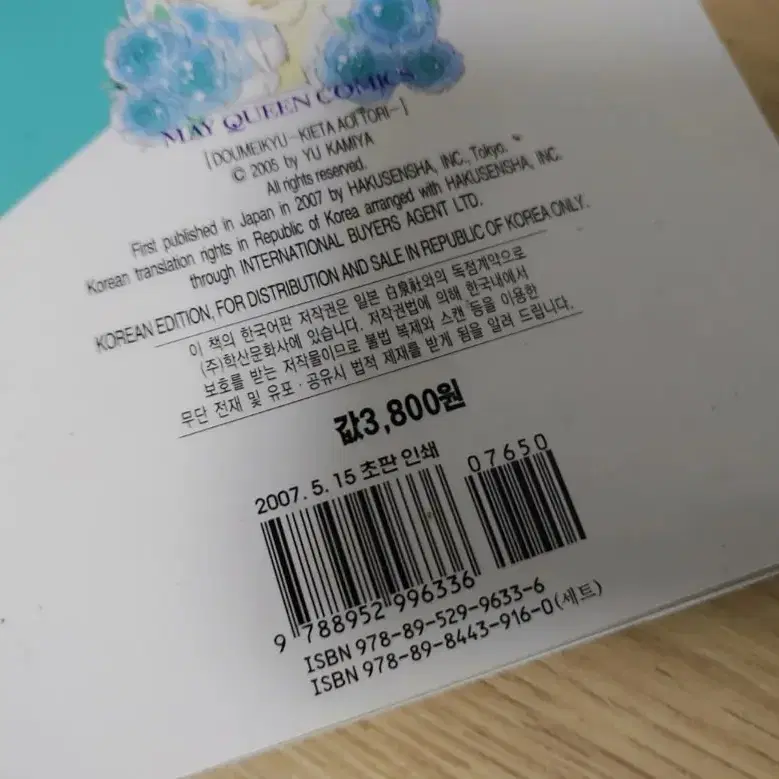 MAY QUEEN COMICS
[DOUMEIKYU-KIETA AOI TORI-]
© 2005 by YU KAMIYA
All rights reserved.
First published in Japan in 2007 by HAKUSENSHA, INC., Tokyo.
Korean translation rights in Republic of Korea arranged with HAKUSENSHA, INC.
through INTERNATIONAL BUYERS AGENT LTD.
KOREAN EDITION, FOR DISTRIBUTION AND SALE IN REPUBLIC OF KOREA ONLY.
이 책의 한국어판 저작권은 일본 白泉社와의 독점계약으로
(주)학산문화사에 있습니다. 저작권법에 의해 한국내에서
보호를 받는 저작물이므로 불법 복제와 스캔 등을 이용한
무단 전재 및 유포·공유시 법적 제재를 받게 됨을 알려 드립니다.
값3,800원
2007. 5. 15 초판 인쇄
07650
9 788952 996336
ISBN 978-89-529-9633-6
ISBN 978-89-8443-916-0(세트)